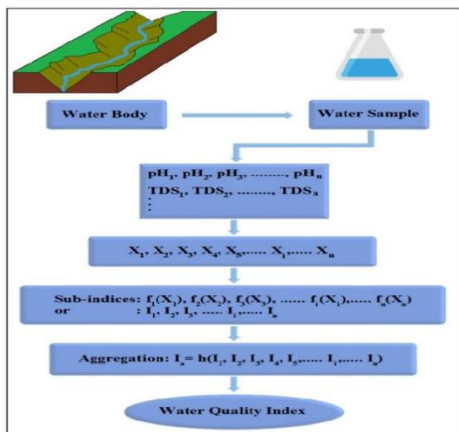 Water Body
Water Sample
pH₁, pH₂, pH₃, ........, pHₙ
TDS₁, TDS₂, ........, TDSₙ
:
X₁, X₂, X₃, X₄, X₅,..... Xᵢ,..... Xₙ
Sub-indices: f₁(X₁), f₂(X₂), f₃(X₃), ...... fᵢ(Xᵢ),..... fₙ(Xₙ)
or : I₁, I₂, I₃, ..... Iᵢ,..... Iₙ
Aggregation: Iₐ= h(I₁, I₂, I₃, I₄, I₅,..... Iᵢ,..... Iₙ)
Water Quality Index